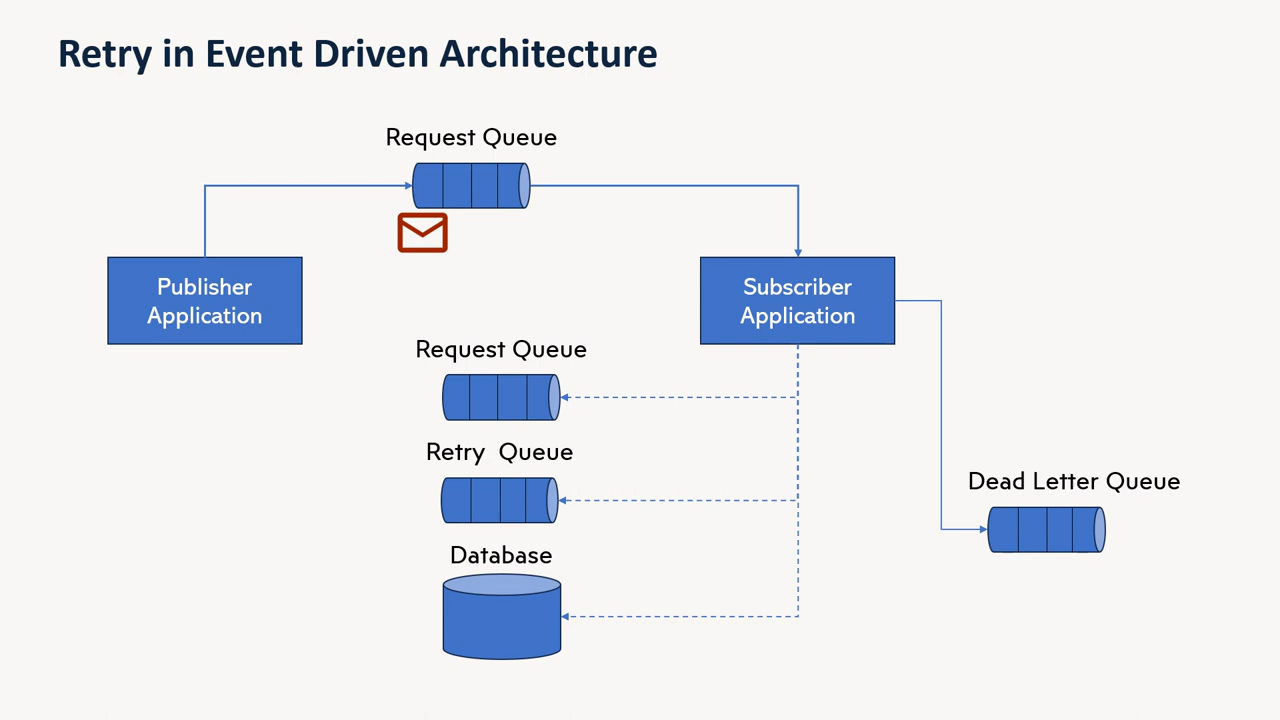 Retry in Event Driven Architecture
Request Queue
Publisher
Application
Subscriber
Application
Request Queue
Retry Queue
Dead Letter Queue
Database